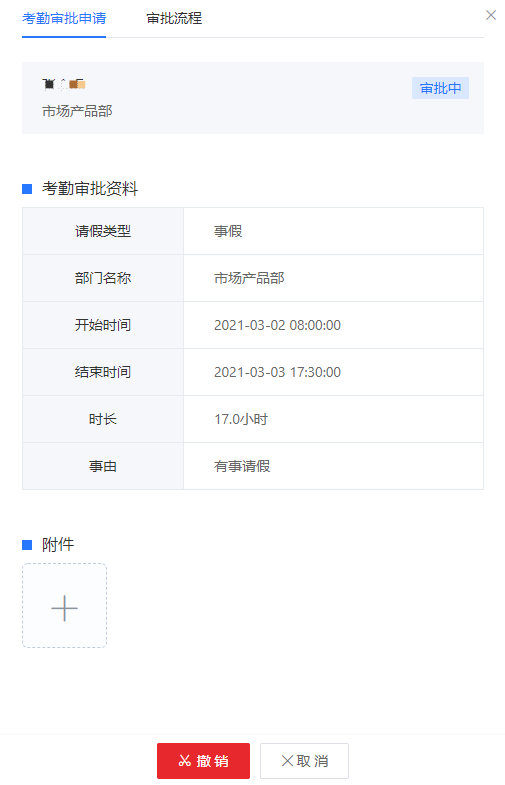 考勤审批申请 审批流程
审批中
市场产品部
考勤审批资料
请假类型 事假
部门名称 市场产品部
开始时间 2021-03-02 08:00:00
结束时间 2021-03-03 17:30:00
时长 17.0小时
事由 有事请假
附件
撤销 取消